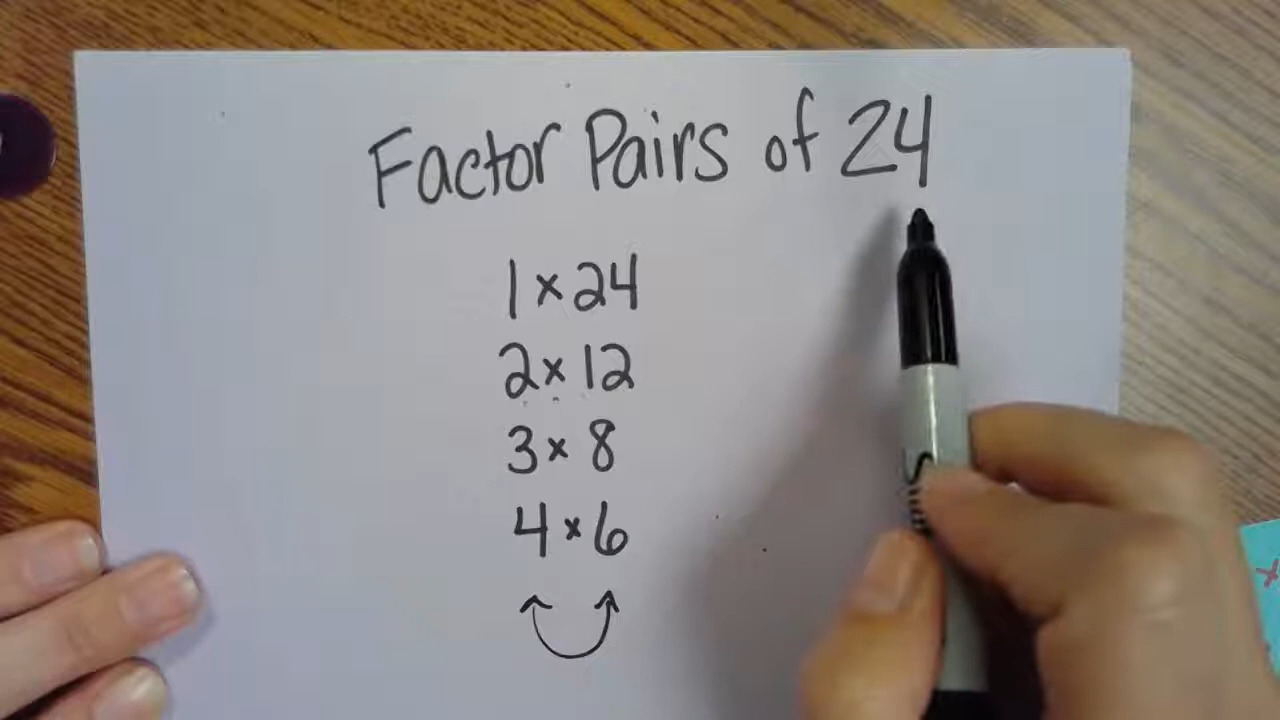 Factor Pairs of 24
1 × 24
2 × 12
3 × 8
4 × 6